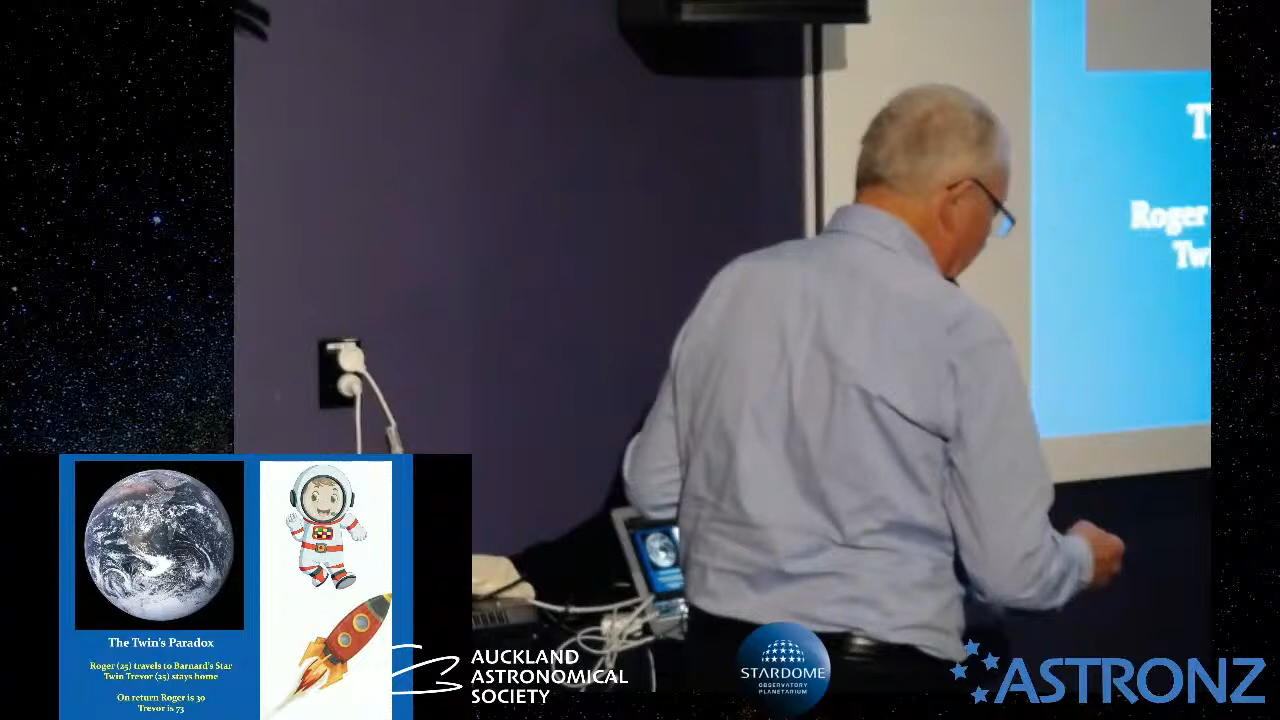 T
Roger
Tw
The Twin's Paradox
Roger (25) travels to Barnard's Star
Twin Trevor (25) stays home
On return Roger is 30
Trevor is 73
AUCKLAND
ASTRONOMICAL
SOCIETY
STARDOME
OBSERVATORY
PLANETARIUM
ASTRONZ